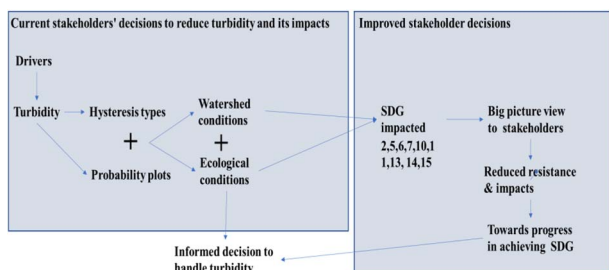 Current stakeholders' decisions to reduce turbidity and its impacts
Drivers
Turbidity
Hysteresis types
+
Probability plots
Watershed
conditions
+
Ecological
conditions
Informed decision to
handle turbidity
Improved stakeholder decisions
SDG
impacted
2,5,6,7,10,1
1,13, 14,15
Big picture view
to stakeholders
Reduced resistance
& impacts
Towards progress
in achieving SDG